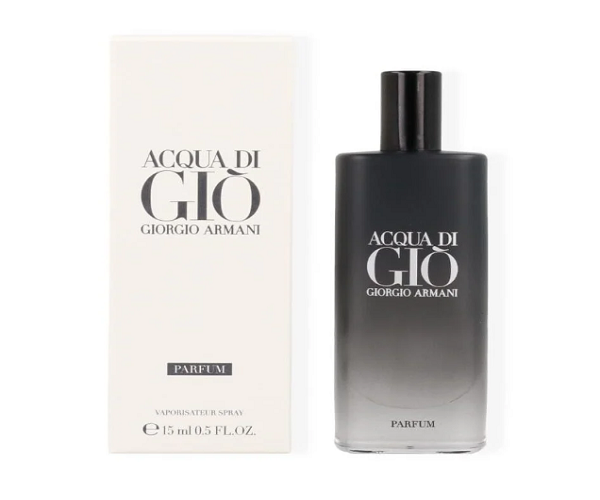 ACQUA DI
GIÒ
GIORGIO ARMANI
PARFUM
VAPORISATEUR SPRAY
℮ 15 ml 0.5 FL.OZ.
ACQUA DI
GIÒ
GIORGIO ARMANI
PARFUM